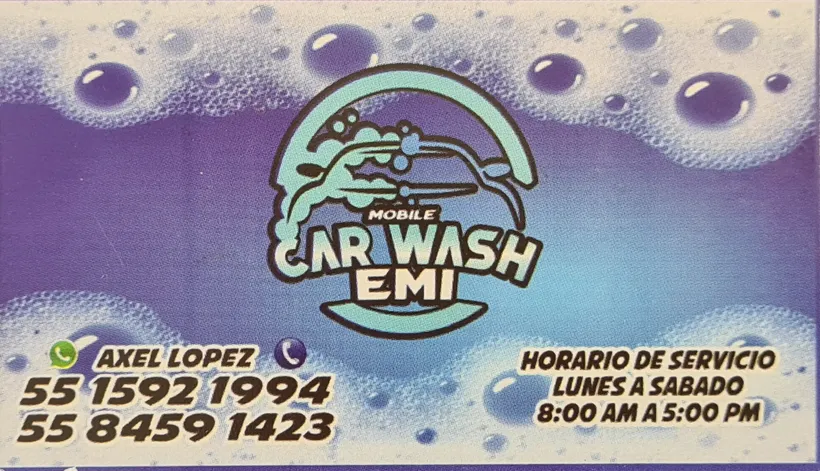 MOBILE
CAR WASH
EMI
AXEL LOPEZ
55 1592 1994
55 8459 1423
HORARIO DE SERVICIO
LUNES A SABADO
8:00 AM A 5:00 PM